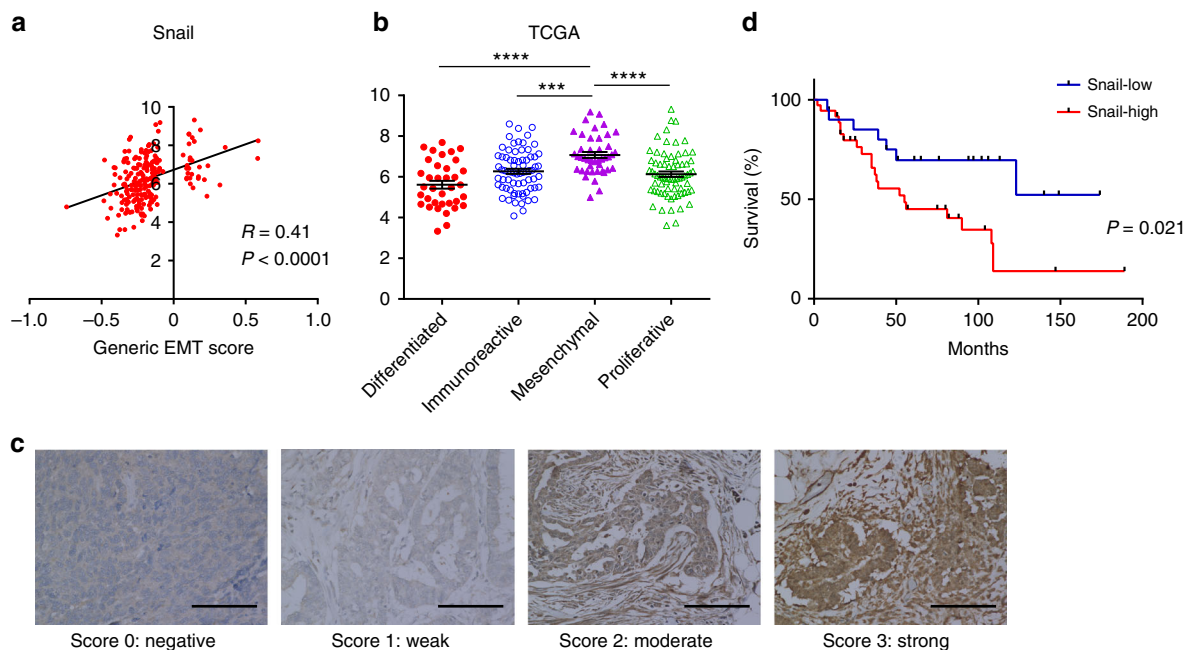 a
Snail
10
8
6
4
2
R = 0.41
P < 0.0001
–1.0
–0.5
0
0.5
1.0
Generic EMT score
b
TCGA
****
***
****
10
8
6
4
2
0
Differentiated
Immunoreactive
Mesenchymal
Proliferative
d
Snail-low
Snail-high
100
50
0
Survival (%)
P = 0.021
0
50
100
150
200
Months
c
Score 0: negative
Score 1: weak
Score 2: moderate
Score 3: strong